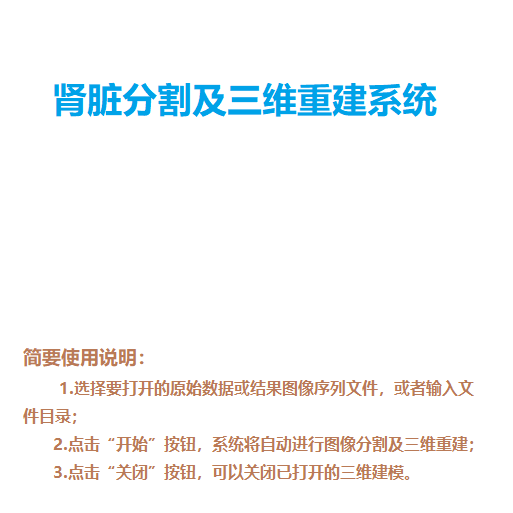 肾脏分割及三维重建系统
简要使用说明：
1.选择要打开的原始数据或结果图像序列文件，或者输入文
件目录；
2.点击“开始”按钮，系统将自动进行图像分割及三维重建；
3.点击“关闭”按钮，可以关闭已打开的三维建模。